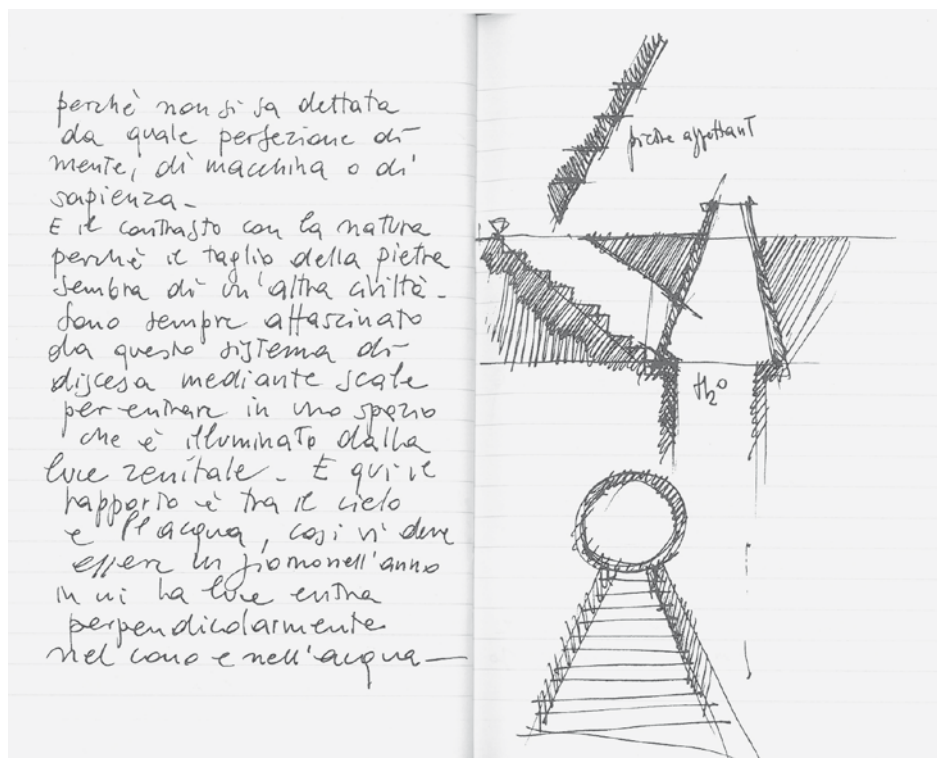 perchè non si sa dettata
da quale perfezione di
mente, di macchina o di
sapienza.
E il contrasto con la natura
perchè il taglio della pietra
sembra di un'altra civiltà.
Sono sempre affascinato
da questo sistema di
discesa mediante scale
per entrare in uno spazio
che è illuminato dalla
luce zenitale. E qui il
rapporto è tra il cielo
e l'acqua, così vi deve
essere un giorno nell'anno
in cui la luce entra
perpendicolarmente
nel cono e nell'acqua —
pietre aggettanti
H2O